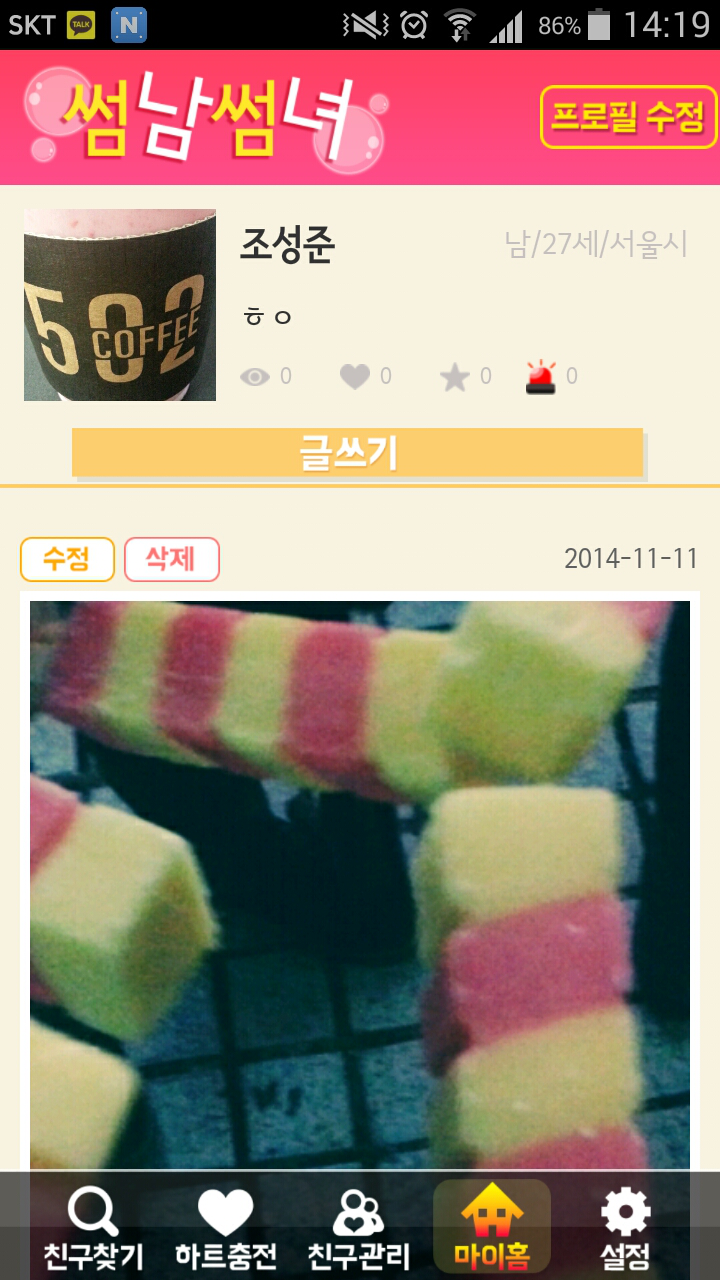 SKT TALK N 86% 14:19
썸남썸녀 프로필 수정
502
COFFEE
조성준 남/27세/서울시
ㅎㅇ
0 0 0 0
글쓰기
수정 삭제 2014-11-11
친구찾기 하트충전 친구관리 마이홈 설정